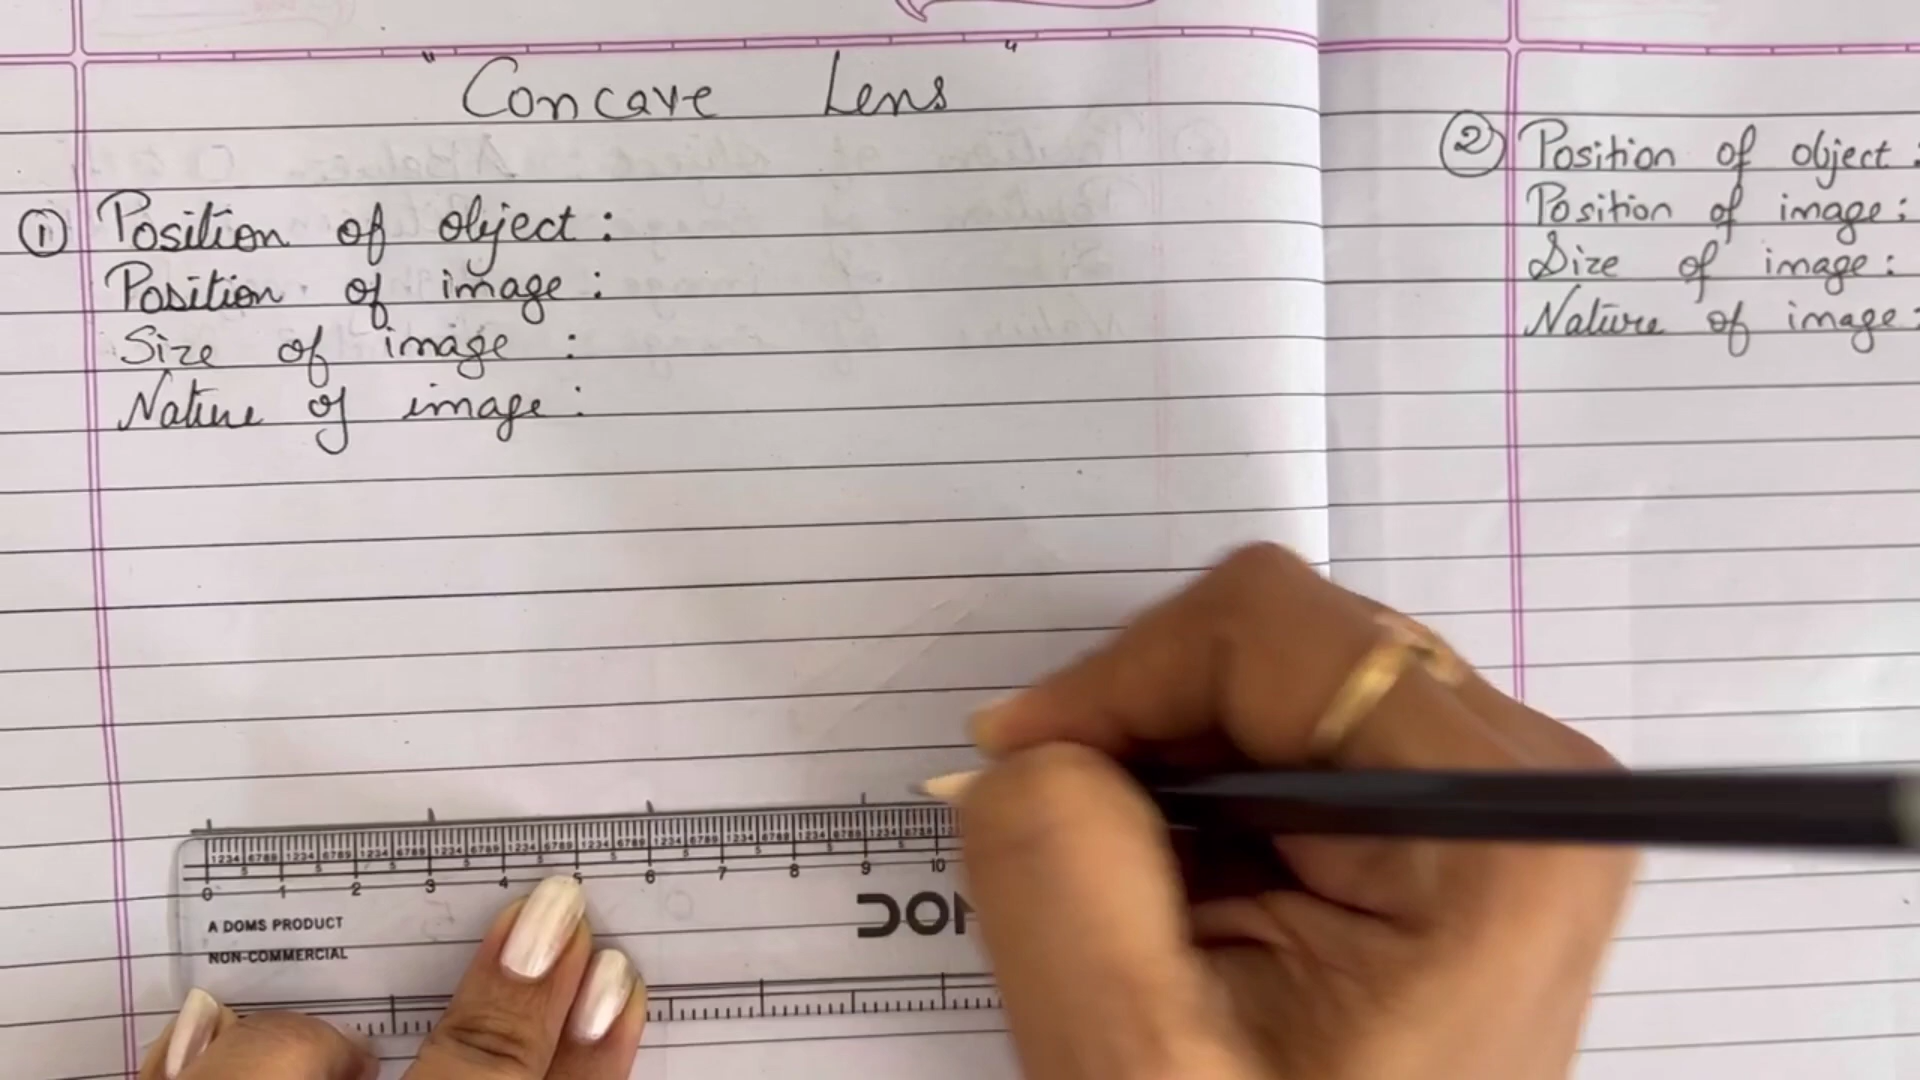 "Concave Lens"
① Position of object:
Position of image:
Size of image :
Nature of image:
② Position of object:
Position of image:
Size of image:
Nature of image:
0 1 2 3 4 5 6 7 8 9 10
A DOMS PRODUCT
NON-COMMERCIAL